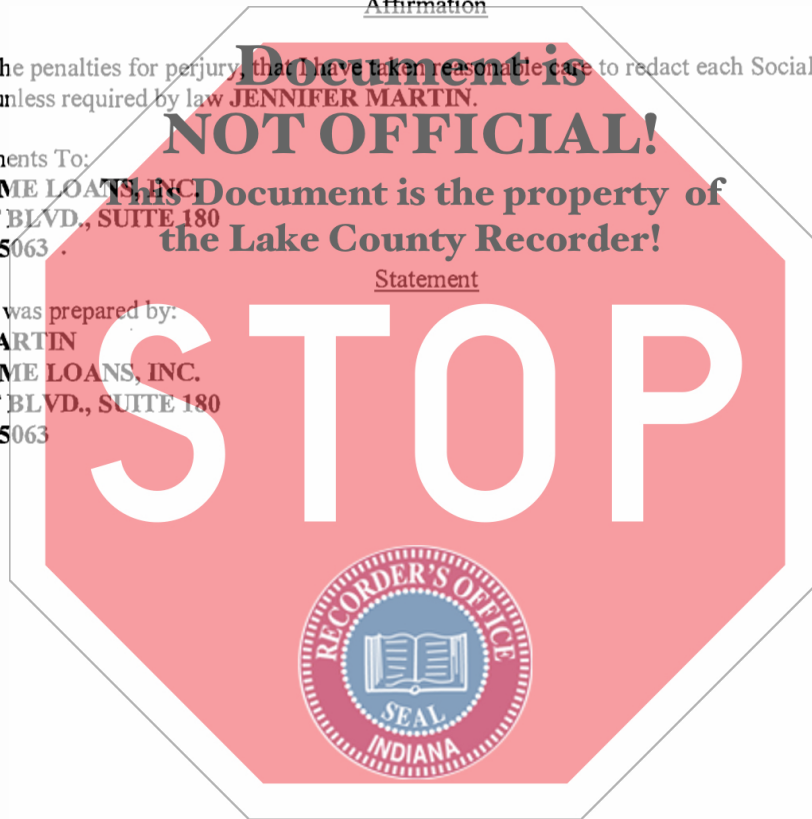 Affirmation
he penalties for perjury, that I have taken reasonable care to redact each Social
unless required by law JENNIFER MARTIN.
Document is
NOT OFFICIAL!
This Document is the property of
the Lake County Recorder!
ents To:
ME LOANS, INC.
BLVD., SUITE 180
5063 .
Statement
was prepared by:
ARTIN
ME LOANS, INC.
BLVD., SUITE 180
5063
STOP
RECORDER'S OFFICE
SEAL
INDIANA